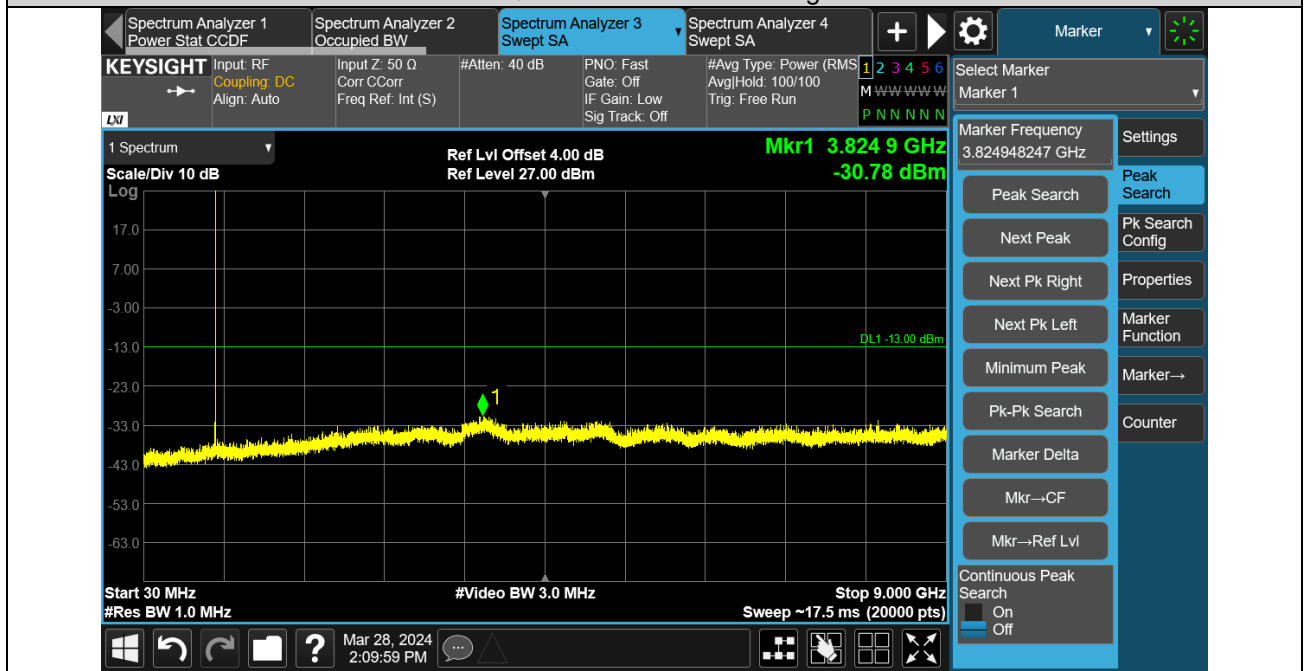 Spectrum Analyzer 1
Power Stat CCDF
Spectrum Analyzer 2
Occupied BW
Spectrum Analyzer 3
Swept SA
Spectrum Analyzer 4
Swept SA
+
Marker
KEYSIGHT
LXI
Input: RF
Coupling: DC
Align: Auto
Input Z: 50 Ω
Corr CCorr
Freq Ref: Int (S)
#Atten: 40 dB
PNO: Fast
Gate: Off
IF Gain: Low
Sig Track: Off
#Avg Type: Power (RMS
Avg|Hold: 100/100
Trig: Free Run
1 2 3 4 5 6
M W W W W W
P N N N N N
Select Marker
Marker 1
1 Spectrum
Scale/Div 10 dB
Log
Ref Lvl Offset 4.00 dB
Ref Level 27.00 dBm
Mkr1 3.824 9 GHz
-30.78 dBm
17.0
7.00
-3.00
-13.0
-23.0
-33.0
-43.0
-53.0
-63.0
DL1 -13.00 dBm
1
Start 30 MHz
#Res BW 1.0 MHz
#Video BW 3.0 MHz
Stop 9.000 GHz
Sweep ~17.5 ms (20000 pts)
Marker Frequency
3.824948247 GHz
Peak Search
Next Peak
Next Pk Right
Next Pk Left
Minimum Peak
Pk-Pk Search
Marker Delta
Mkr→CF
Mkr→Ref Lvl
Continuous Peak
Search
On
Off
Settings
Peak
Search
Pk Search
Config
Properties
Marker
Function
Marker→
Counter
?
Mar 28, 2024
2:09:59 PM